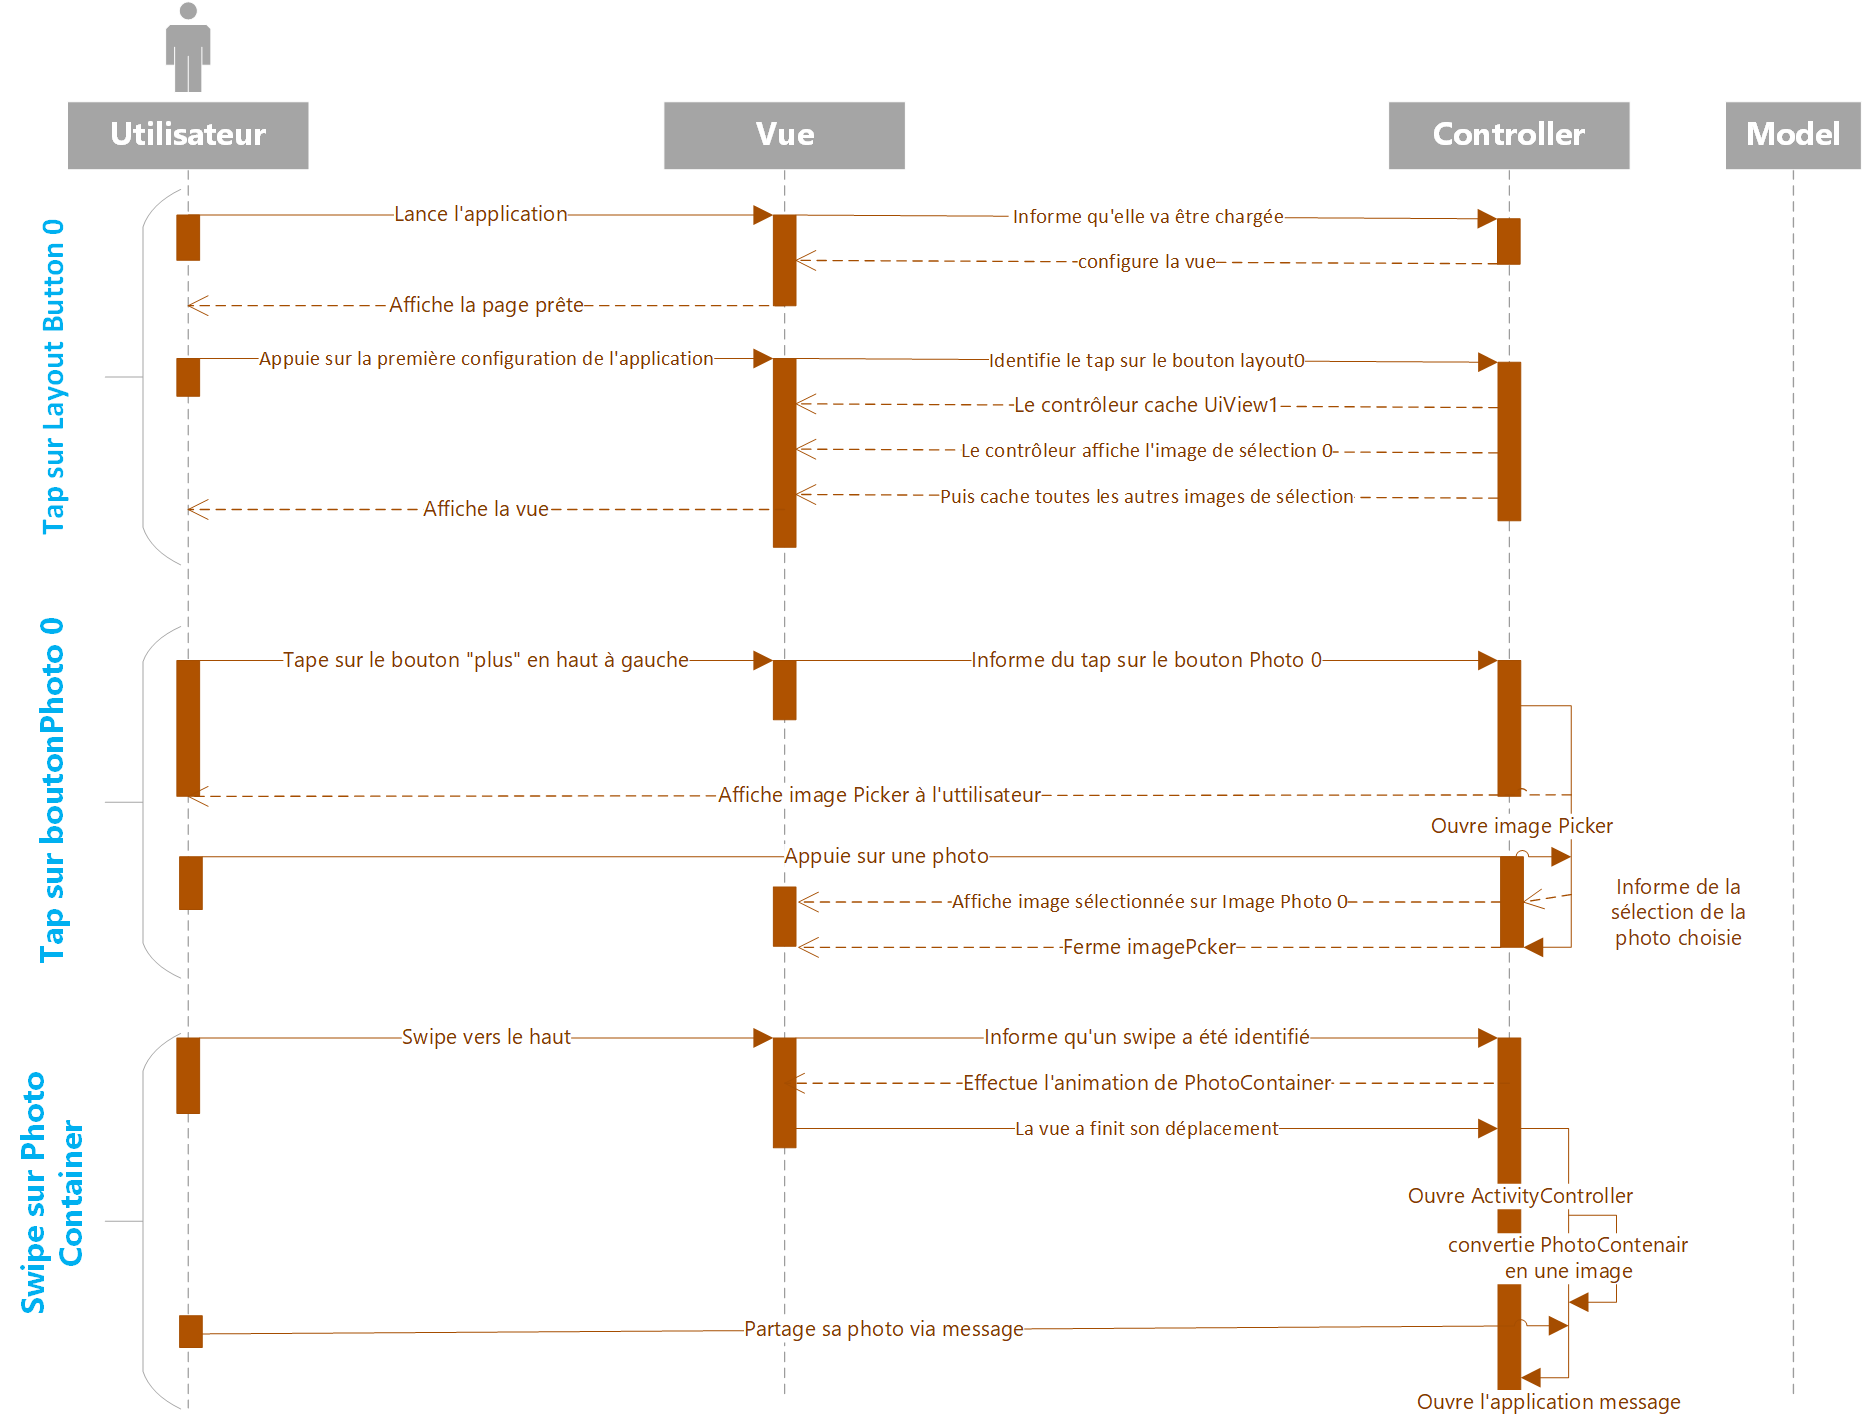 Utilisateur
Vue
Controller
Model
Tap sur Layout Button 0
Lance l'application
Informe qu'elle va être chargée
configure la vue
Affiche la page prête
Appuie sur la première configuration de l'application
Identifie le tap sur le bouton layout0
Le contrôleur cache UiView1
Le contrôleur affiche l'image de sélection 0
Puis cache toutes les autres images de sélection
Affiche la vue
Tap sur boutonPhoto 0
Tape sur le bouton "plus" en haut à gauche
Informe du tap sur le bouton Photo 0
Affiche image Picker à l'uttilisateur
Ouvre image Picker
Appuie sur une photo
Affiche image sélectionnée sur Image Photo 0
Informe de la
sélection de la
photo choisie
Ferme imagePcker
Swipe sur Photo
Container
Swipe vers le haut
Informe qu'un swipe a été identifié
Effectue l'animation de PhotoContainer
La vue a finit son déplacement
Ouvre ActivityController
convertie PhotoContenair
en une image
Partage sa photo via message
Ouvre l'application message